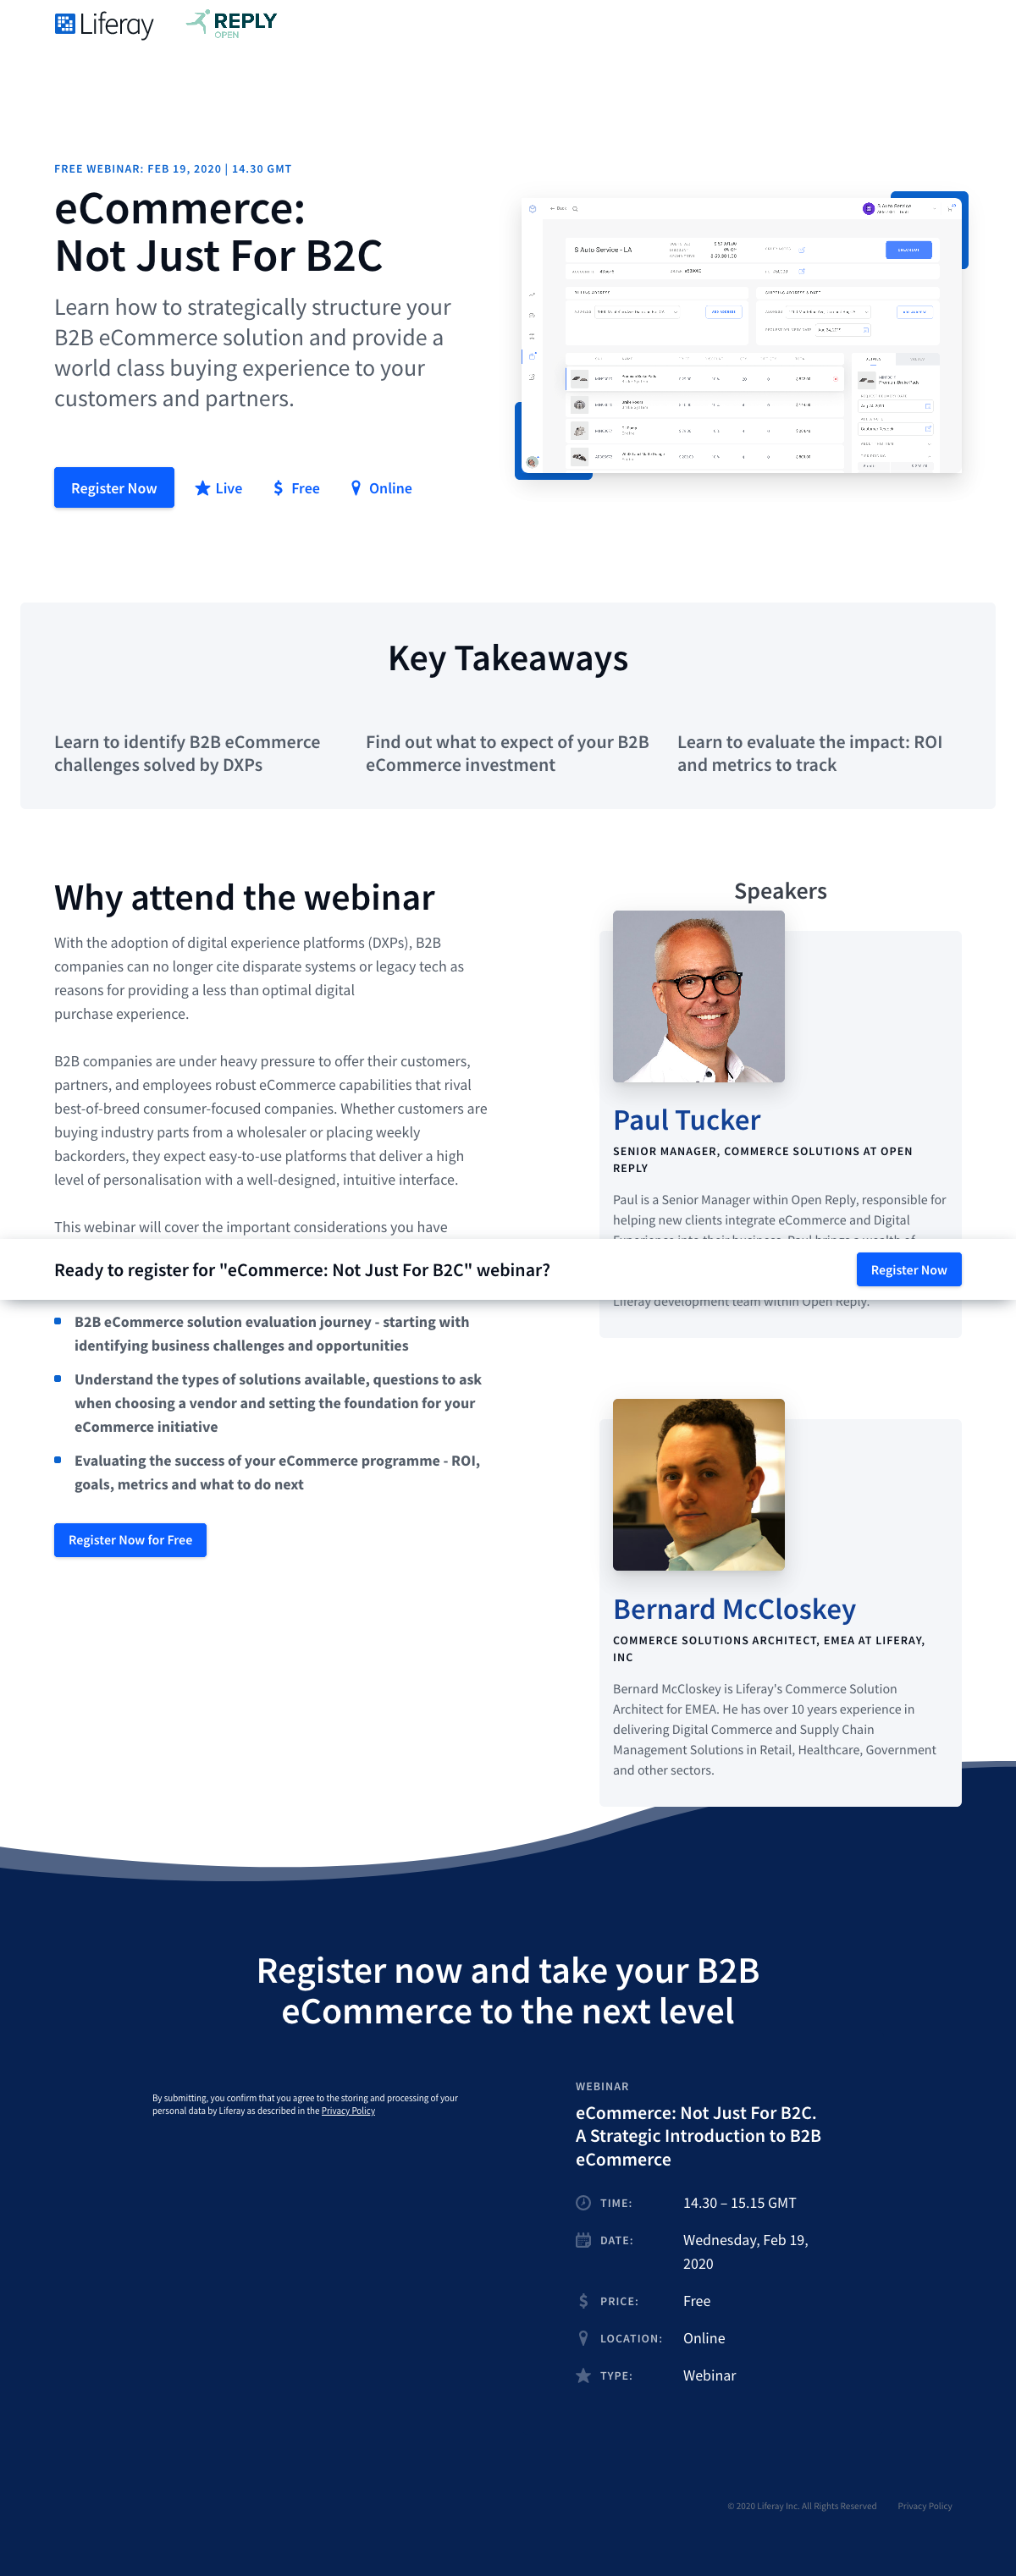 Liferay
REPLY
OPEN
FREE WEBINAR: FEB 19, 2020 | 14.30 GMT
eCommerce:
Not Just For B2C
Learn how to strategically structure your
B2B eCommerce solution and provide a
world class buying experience to your
customers and partners.
Register Now
Live
Free
Online
S Auto Service - LA
Key Takeaways
Learn to identify B2B eCommerce
challenges solved by DXPs
Find out what to expect of your B2B
eCommerce investment
Learn to evaluate the impact: ROI
and metrics to track
Why attend the webinar
With the adoption of digital experience platforms (DXPs), B2B
companies can no longer cite disparate systems or legacy tech as
reasons for providing a less than optimal digital
purchase experience.
B2B companies are under heavy pressure to offer their customers,
partners, and employees robust eCommerce capabilities that rival
best-of-breed consumer-focused companies. Whether customers are
buying industry parts from a wholesaler or placing weekly
backorders, they expect easy-to-use platforms that deliver a high
level of personalisation with a well-designed, intuitive interface.
This webinar will cover the important considerations you have
Speakers
Paul Tucker
SENIOR MANAGER, COMMERCE SOLUTIONS AT OPEN
REPLY
Paul is a Senior Manager within Open Reply, responsible for
helping new clients integrate eCommerce and Digital
Experience into their business. Paul brings a wealth of
Ready to register for "eCommerce: Not Just For B2C" webinar?
Register Now
Liferay development team within Open Reply.
B2B eCommerce solution evaluation journey - starting with
identifying business challenges and opportunities
Understand the types of solutions available, questions to ask
when choosing a vendor and setting the foundation for your
eCommerce initiative
Evaluating the success of your eCommerce programme - ROI,
goals, metrics and what to do next
Register Now for Free
Bernard McCloskey
COMMERCE SOLUTIONS ARCHITECT, EMEA AT LIFERAY,
INC
Bernard McCloskey is Liferay's Commerce Solution
Architect for EMEA. He has over 10 years experience in
delivering Digital Commerce and Supply Chain
Management Solutions in Retail, Healthcare, Government
and other sectors.
Register now and take your B2B
eCommerce to the next level
By submitting, you confirm that you agree to the storing and processing of your
personal data by Liferay as described in the Privacy Policy
WEBINAR
eCommerce: Not Just For B2C.
A Strategic Introduction to B2B
eCommerce
TIME: 14.30 – 15.15 GMT
DATE: Wednesday, Feb 19,
2020
PRICE: Free
LOCATION: Online
TYPE: Webinar
© 2020 Liferay Inc. All Rights Reserved Privacy Policy